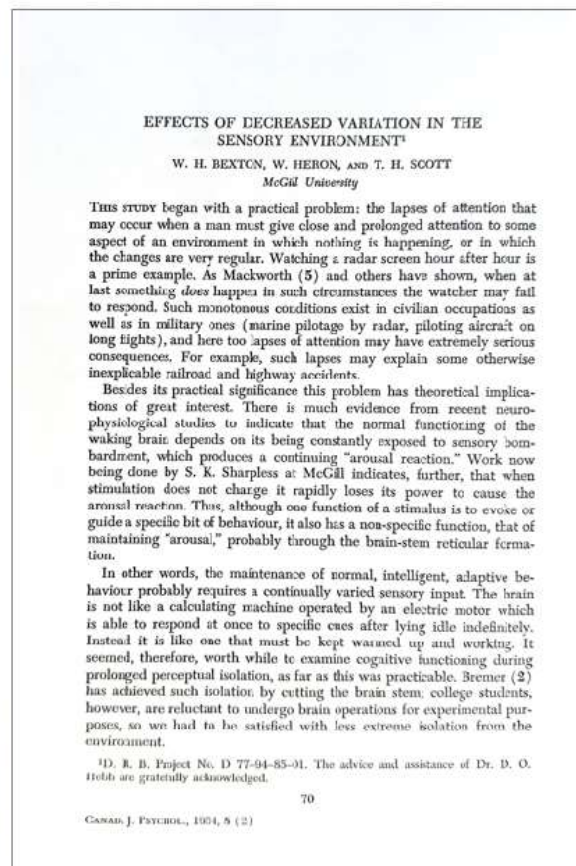 EFFECTS OF DECREASED VARIATION IN THE
SENSORY ENVIRONMENT¹
W. H. BEXTON, W. HERON, AND T. H. SCOTT
McGill University
THIS STUDY began with a practical problem: the lapses of attention that
may occur when a man must give close and prolonged attention to some
aspect of an environment in which nothing is happening, or in which
the changes are very regular. Watching a radar screen hour after hour is
a prime example. As Mackworth (5) and others have shown, when at
last something does happen in such circumstances the watcher may fail
to respond. Such monotonous conditions exist in civilian occupations as
well as in military ones (marine pilotage by radar, piloting aircraft on
long flights), and here too lapses of attention may have extremely serious
consequences. For example, such lapses may explain some otherwise
inexplicable railroad and highway accidents.
Besides its practical significance this problem has theoretical implica-
tions of great interest. There is much evidence from recent neuro-
physiological studies to indicate that the normal functioning of the
waking brain depends on its being constantly exposed to sensory bom-
bardment, which produces a continuing "arousal reaction." Work now
being done by S. K. Sharpless at McGill indicates, further, that when
stimulation does not change it rapidly loses its power to cause the
arousal reaction. Thus, although one function of a stimulus is to evoke or
guide a specific bit of behaviour, it also has a non-specific function, that of
maintaining "arousal," probably through the brain-stem reticular forma-
tion.
In other words, the maintenance of normal, intelligent, adaptive be-
haviour probably requires a continually varied sensory input. The brain
is not like a calculating machine operated by an electric motor which
is able to respond at once to specific cues after lying idle indefinitely.
Instead it is like one that must be kept warmed up and working. It
seemed, therefore, worth while to examine cognitive functioning during
prolonged perceptual isolation, as far as this was practicable. Bremer (2)
has achieved such isolation by cutting the brain stem; college students,
however, are reluctant to undergo brain operations for experimental pur-
poses, so we had to be satisfied with less extreme isolation from the
environment.
¹D. R. B. Project No. D 77-94-85-01. The advice and assistance of Dr. D. O.
Hebb are gratefully acknowledged.
70
CANAD. J. PSYCHOL., 1954, 8 (2)